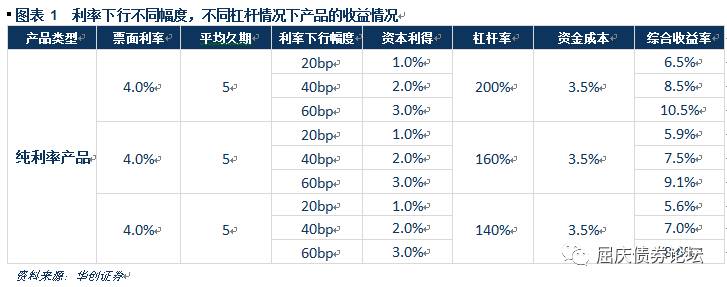 图表 1 利率下行不同幅度，不同杠杆情况下产品的收益情况
产品类型 票面利率 平均久期 利率下行幅度 资本利得 杠杆率 资金成本 综合收益率
纯利率产品
4.0% 5 20bp 1.0% 200% 3.5% 6.5%
40bp 2.0% 8.5%
60bp 3.0% 10.5%
4.0% 5 20bp 1.0% 160% 3.5% 5.9%
40bp 2.0% 7.5%
60bp 3.0% 9.1%
4.0% 5 20bp 1.0% 140% 3.5% 5.6%
40bp 2.0% 7.0%
60bp 3.0%
屈庆债券论坛
资料来源：华创证券